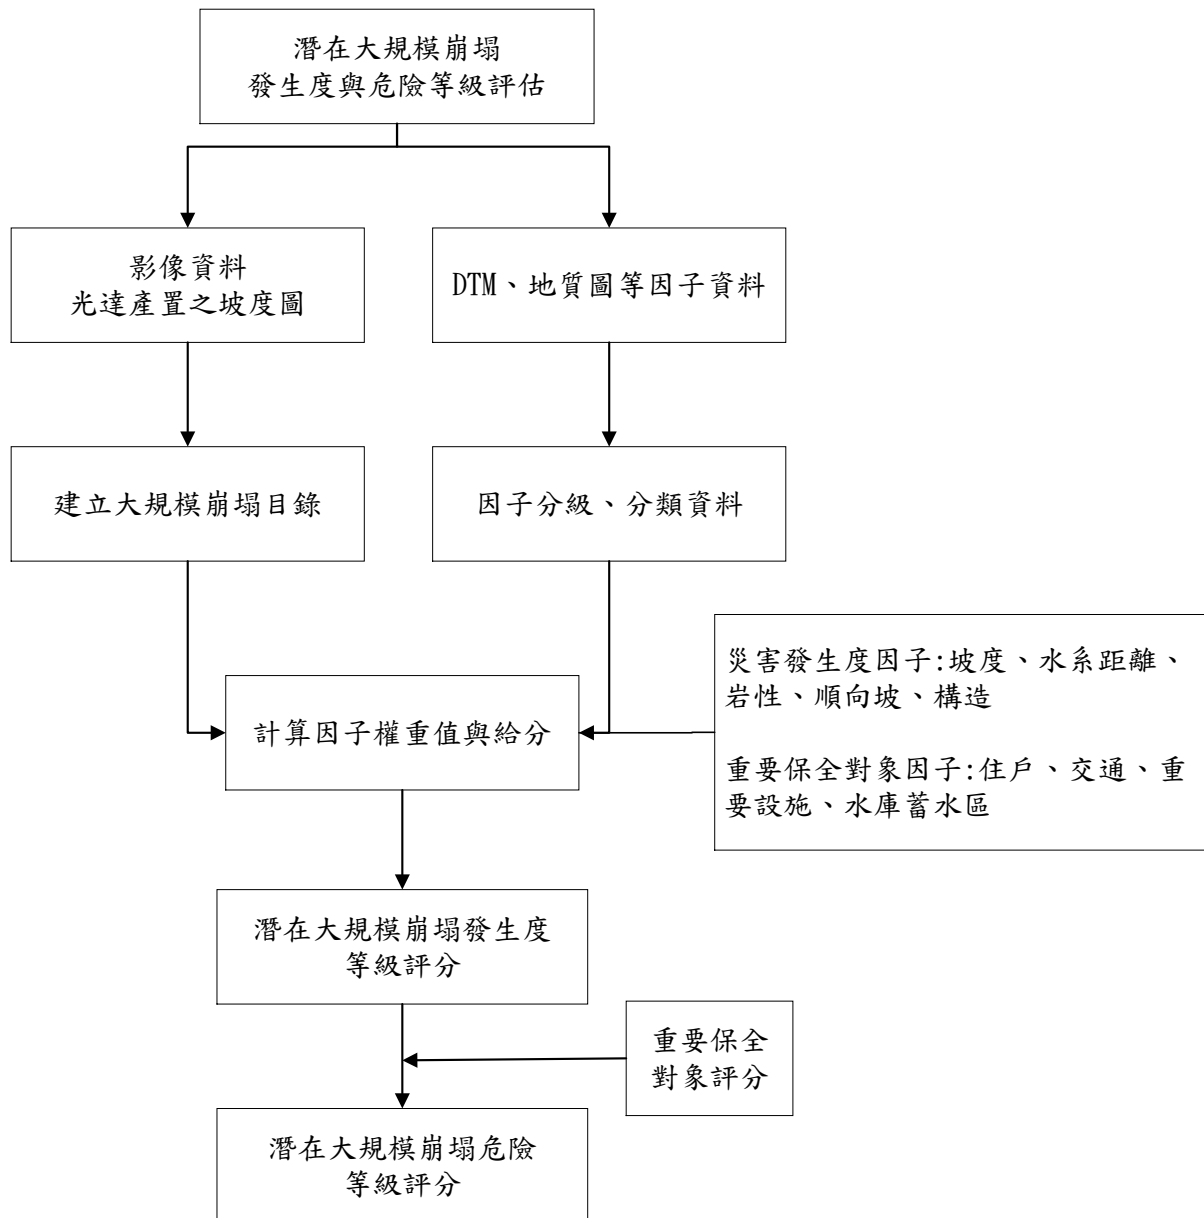 潛在大規模崩塌
發生度與危險等級評估
影像資料
光達產置之坡度圖
DTM、地質圖等因子資料
建立大規模崩塌目錄
因子分級、分類資料
災害發生度因子:坡度、水系距離、
岩性、順向坡、構造
重要保全對象因子:住戶、交通、重
要設施、水庫蓄水區
計算因子權重值與給分
潛在大規模崩塌發生度
等級評分
重要保全
對象評分
潛在大規模崩塌危險
等級評分